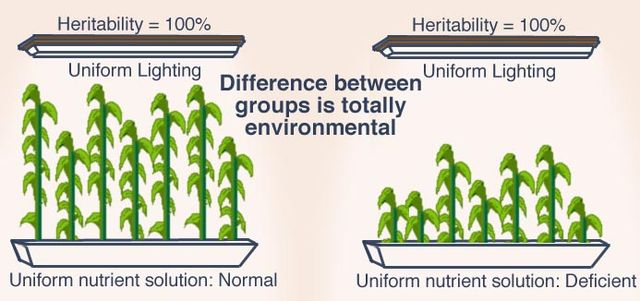 Heritability = 100%
Uniform Lighting
Heritability = 100%
Uniform Lighting
Difference between
groups is totally
environmental
Uniform nutrient solution: Normal
Uniform nutrient solution: Deficient